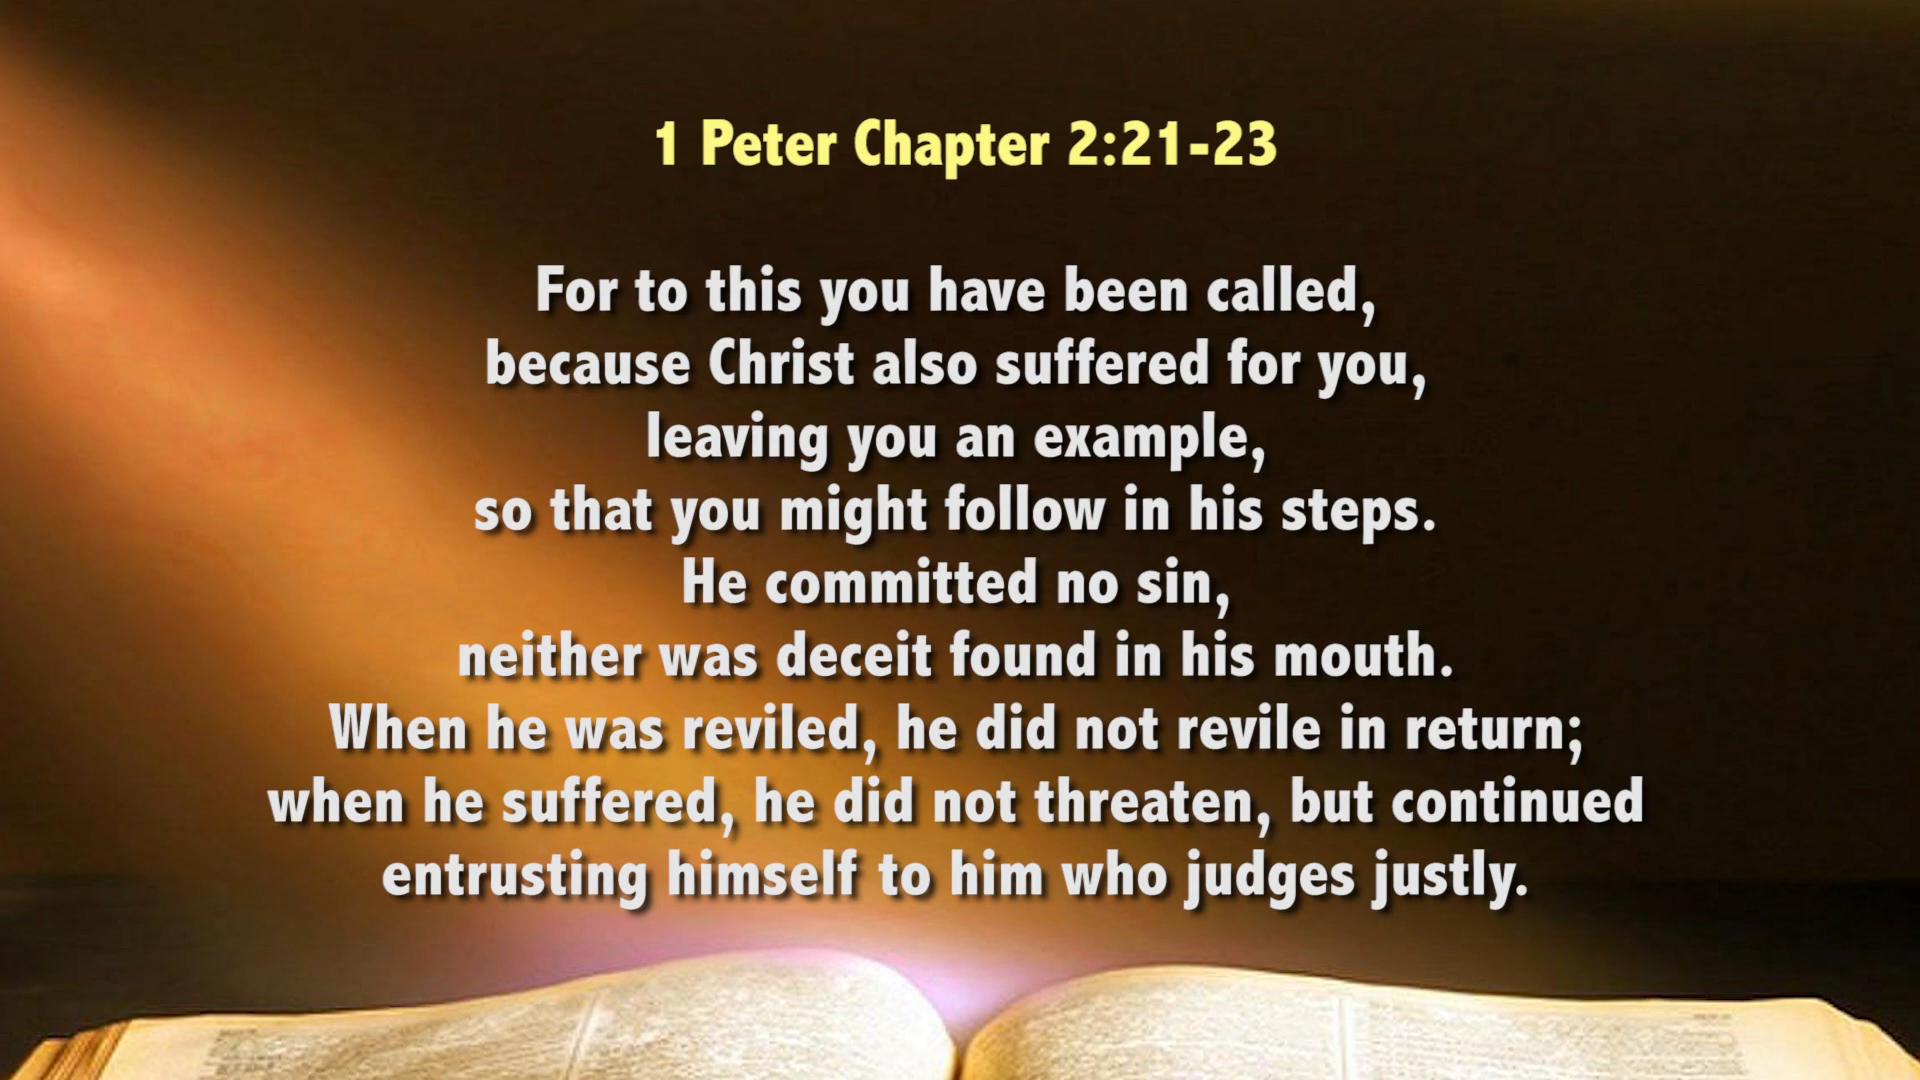 1 Peter Chapter 2:21-23
For to this you have been called,
because Christ also suffered for you,
leaving you an example,
so that you might follow in his steps.
He committed no sin,
neither was deceit found in his mouth.
When he was reviled, he did not revile in return;
when he suffered, he did not threaten, but continued
entrusting himself to him who judges justly.